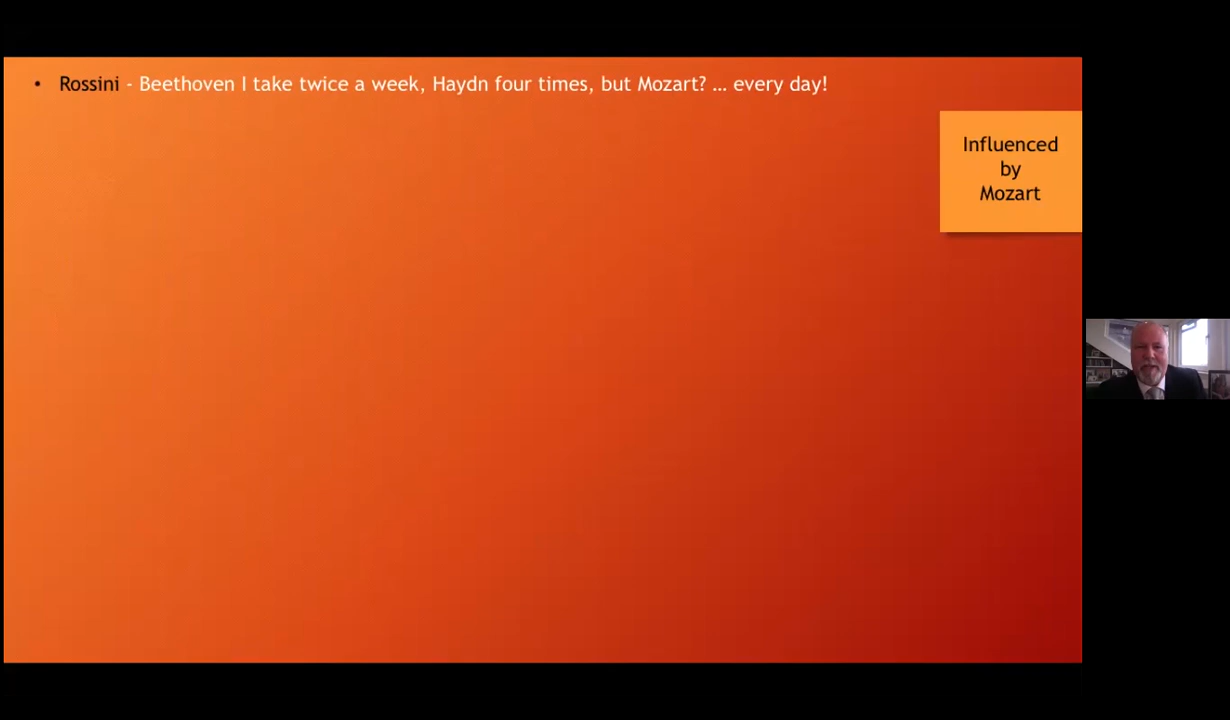 • Rossini - Beethoven I take twice a week, Haydn four times, but Mozart? … every day!
Influenced
by
Mozart